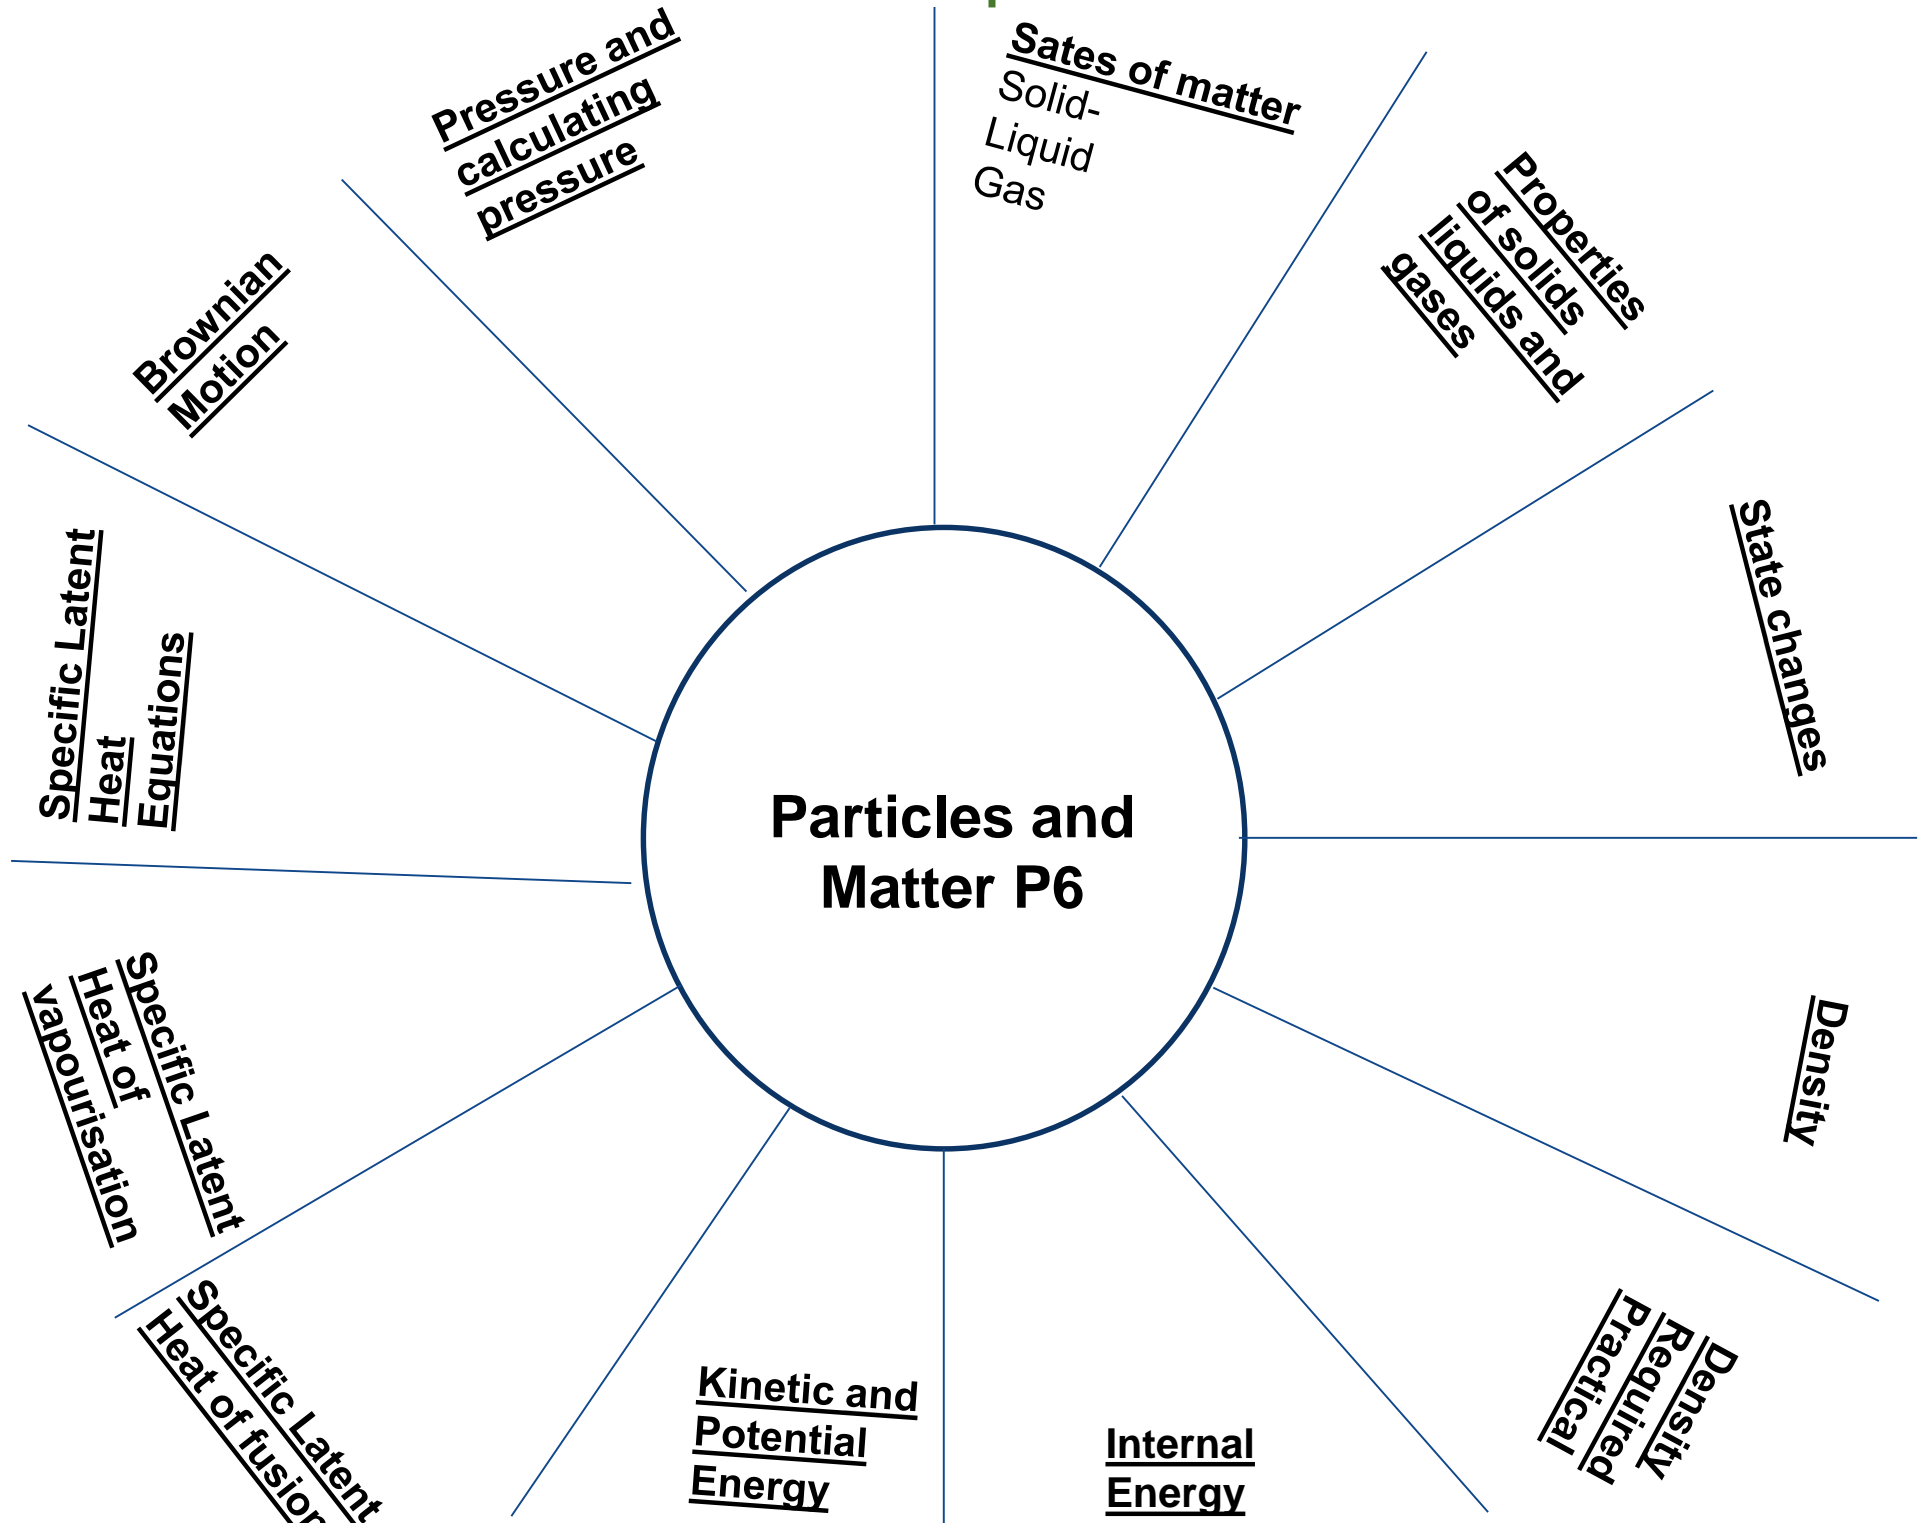 Sates of matter
Solid-
Liquid
Gas
Properties
of solids
liquids and
gases
State changes
Density
Density
Required
Practical
Internal
Energy
Kinetic and
Potential
Energy
Specific Latent
Heat of fusion
Specific Latent
Heat of
vapourisation
Specific Latent
Heat
Equations
Brownian
Motion
Pressure and
calculating
pressure
Particles and
Matter P6